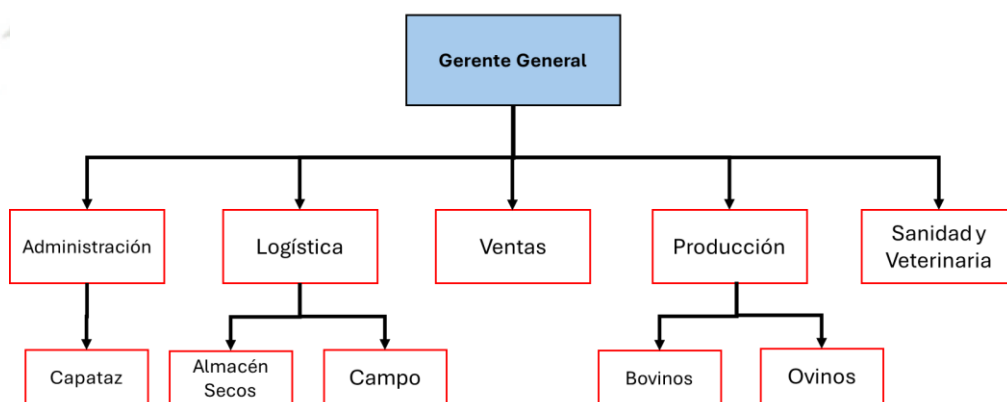 Gerente General
Administración
Logística
Ventas
Producción
Sanidad y
Veterinaria
Capataz
Almacén
Secos
Campo
Bovinos
Ovinos